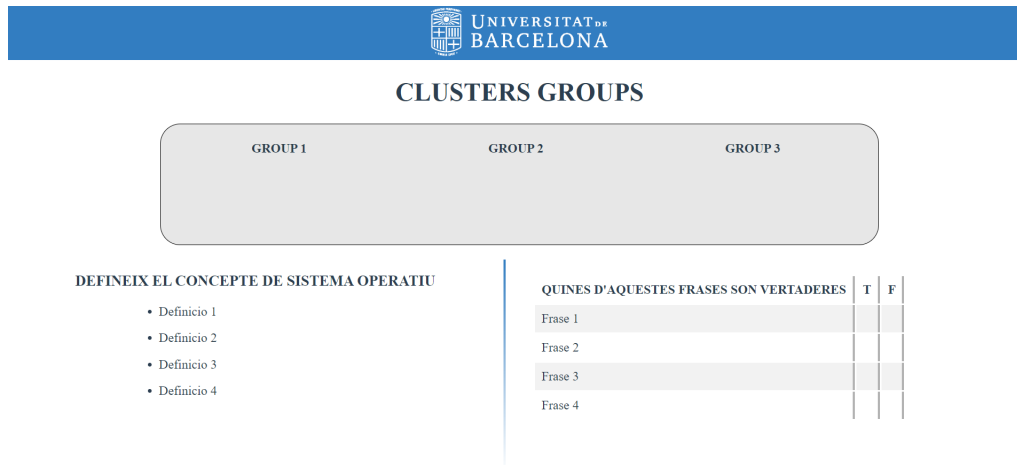 UNIVERSITAT DE
BARCELONA
CLUSTERS GROUPS
GROUP 1 GROUP 2 GROUP 3
DEFINEIX EL CONCEPTE DE SISTEMA OPERATIU
• Definicio 1
• Definicio 2
• Definicio 3
• Definicio 4
QUINES D'AQUESTES FRASES SON VERTADERES T F
Frase 1
Frase 2
Frase 3
Frase 4